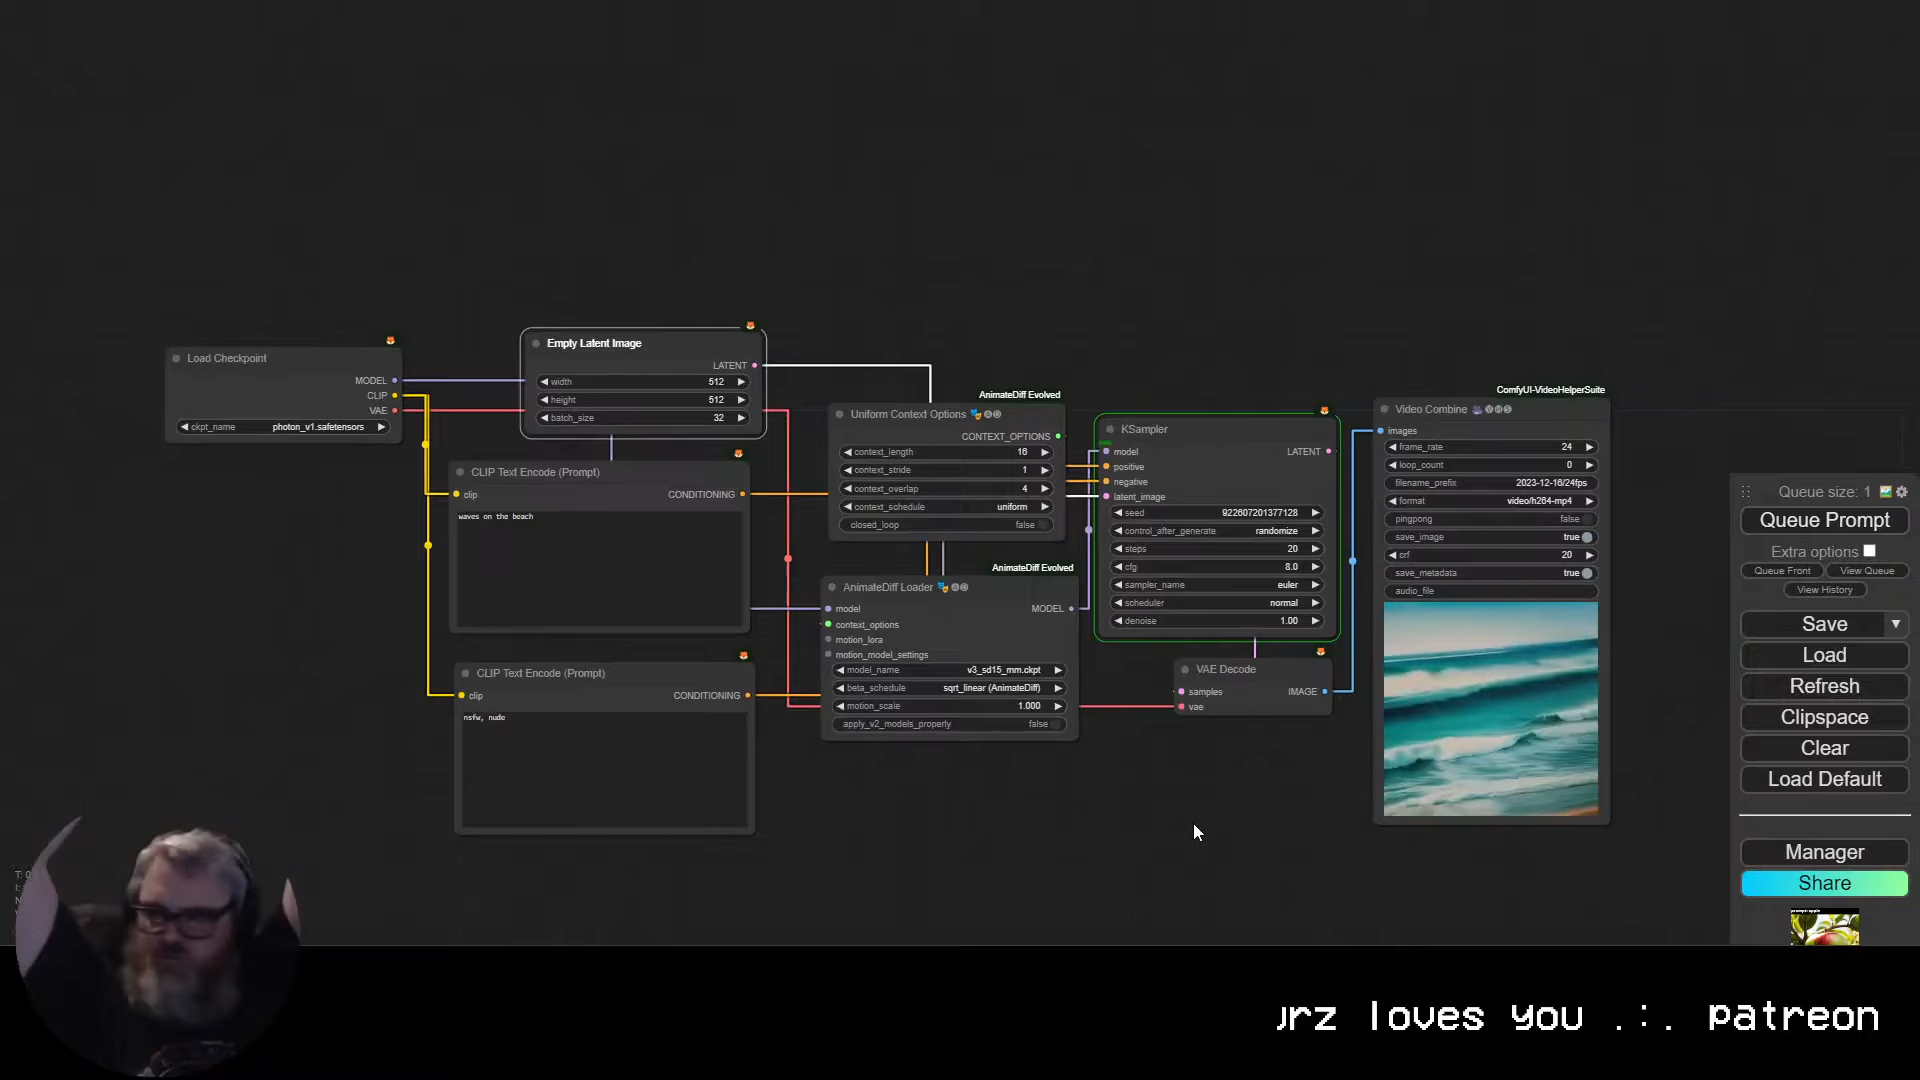 Load Checkpoint
MODEL
CLIP
VAE
ckpt_name photon_v1.safetensors
Empty Latent Image
LATENT
width 512
height 512
batch_size 32
CLIP Text Encode (Prompt)
clip CONDITIONING
waves on the beach
CLIP Text Encode (Prompt)
clip CONDITIONING
nsfw, nude
AnimateDiff Evolved
Uniform Context Options
CONTEXT_OPTIONS
context_length 16
context_stride 1
context_overlap 4
context_schedule uniform
closed_loop false
AnimateDiff Evolved
AnimateDiff Loader
model MODEL
context_options
motion_lora
motion_model_settings
model_name v3_sd15_mm.ckpt
beta_schedule sqrt_linear (AnimateDiff)
motion_scale 1.000
apply_v2_models_properly false
KSampler
model LATENT
positive
negative
latent_image
seed 922607201377128
control_after_generate randomize
steps 20
cfg 8.0
sampler_name euler
scheduler normal
denoise 1.00
VAE Decode
samples IMAGE
vae
ComfyUI-VideoHelperSuite
Video Combine
images
frame_rate 24
loop_count 0
filename_prefix 2023-12-16/24fps
format video/h264-mp4
pingpong false
save_image true
crf 20
save_metadata true
audio_file
Queue size: 1
Queue Prompt
Extra options
Queue Front View Queue
View History
Save
Load
Refresh
Clipspace
Clear
Load Default
Manager
Share
rz loves you .:. patreon